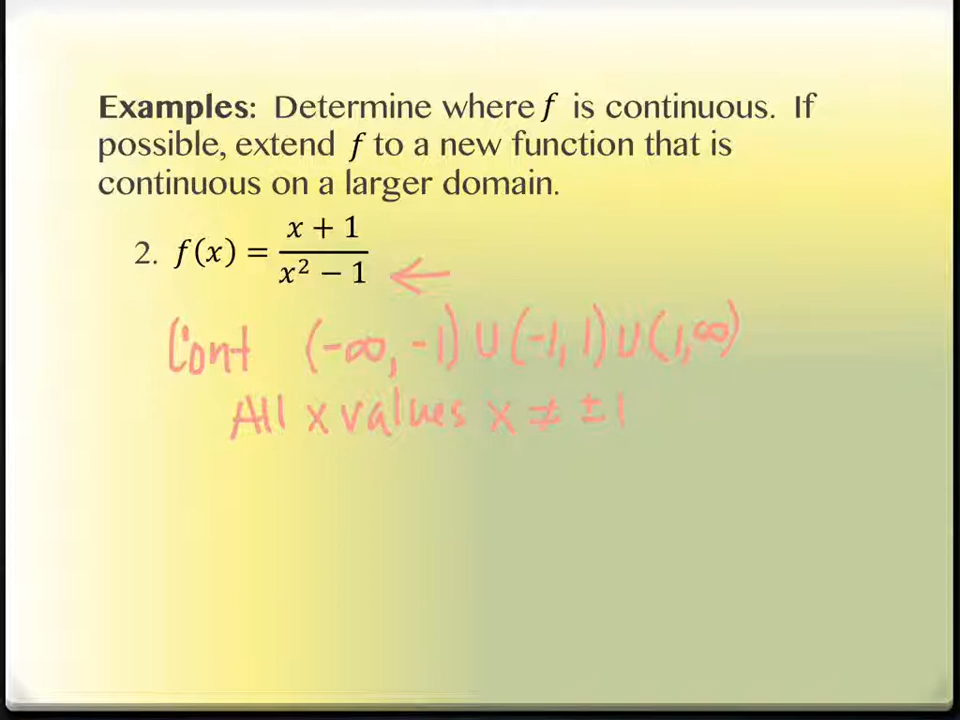 Examples: Determine where f is continuous. If
possible, extend f to a new function that is
continuous on a larger domain.
2. f(x) = (x + 1)/(x² − 1) ←
Cont (-∞, -1) ∪ (-1, 1) ∪ (1, ∞)
All x values x ≠ ±1